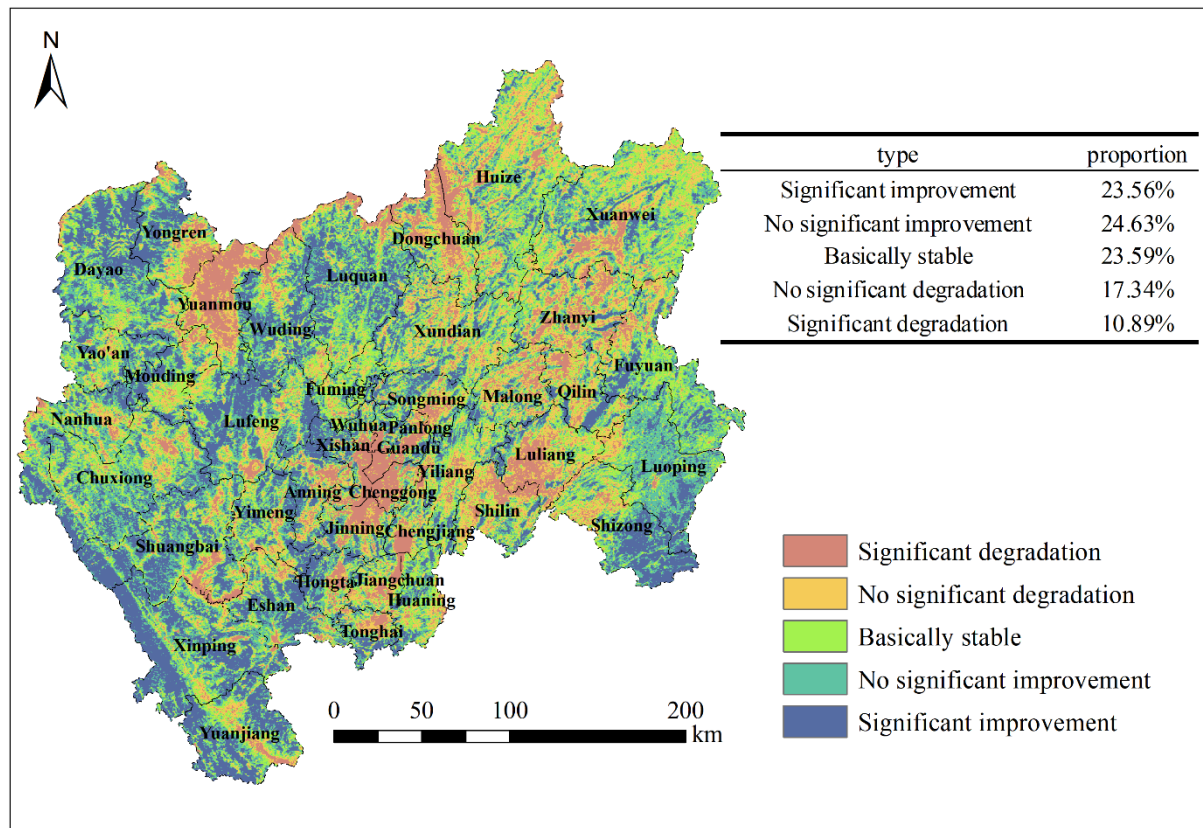 N
type proportion
Significant improvement 23.56%
No significant improvement 24.63%
Basically stable 23.59%
No significant degradation 17.34%
Significant degradation 10.89%
Huize
Xuanwei
Yongren
Dongchuan
Dayao
Luquan
Yuanmou
Zhanyi
Wuding
Xundian
Yao'an
Fuyuan
Mouding
Fuming
Qilin
Songming
Malong
Nanhua
Lufeng
Wuhua
Panlong
Xishan
Guandu
Luliang
Luoping
Chuxiong
Yiliang
Anning
Chenggong
Yimeng
Shilin
Jinning
Chengjiang
Shizong
Shuangbai
Hongta
Jiangchuan
Eshan
Huaning
Tonghai
Xinping
Yuanjiang
0 50 100 200
km
Significant degradation
No significant degradation
Basically stable
No significant improvement
Significant improvement